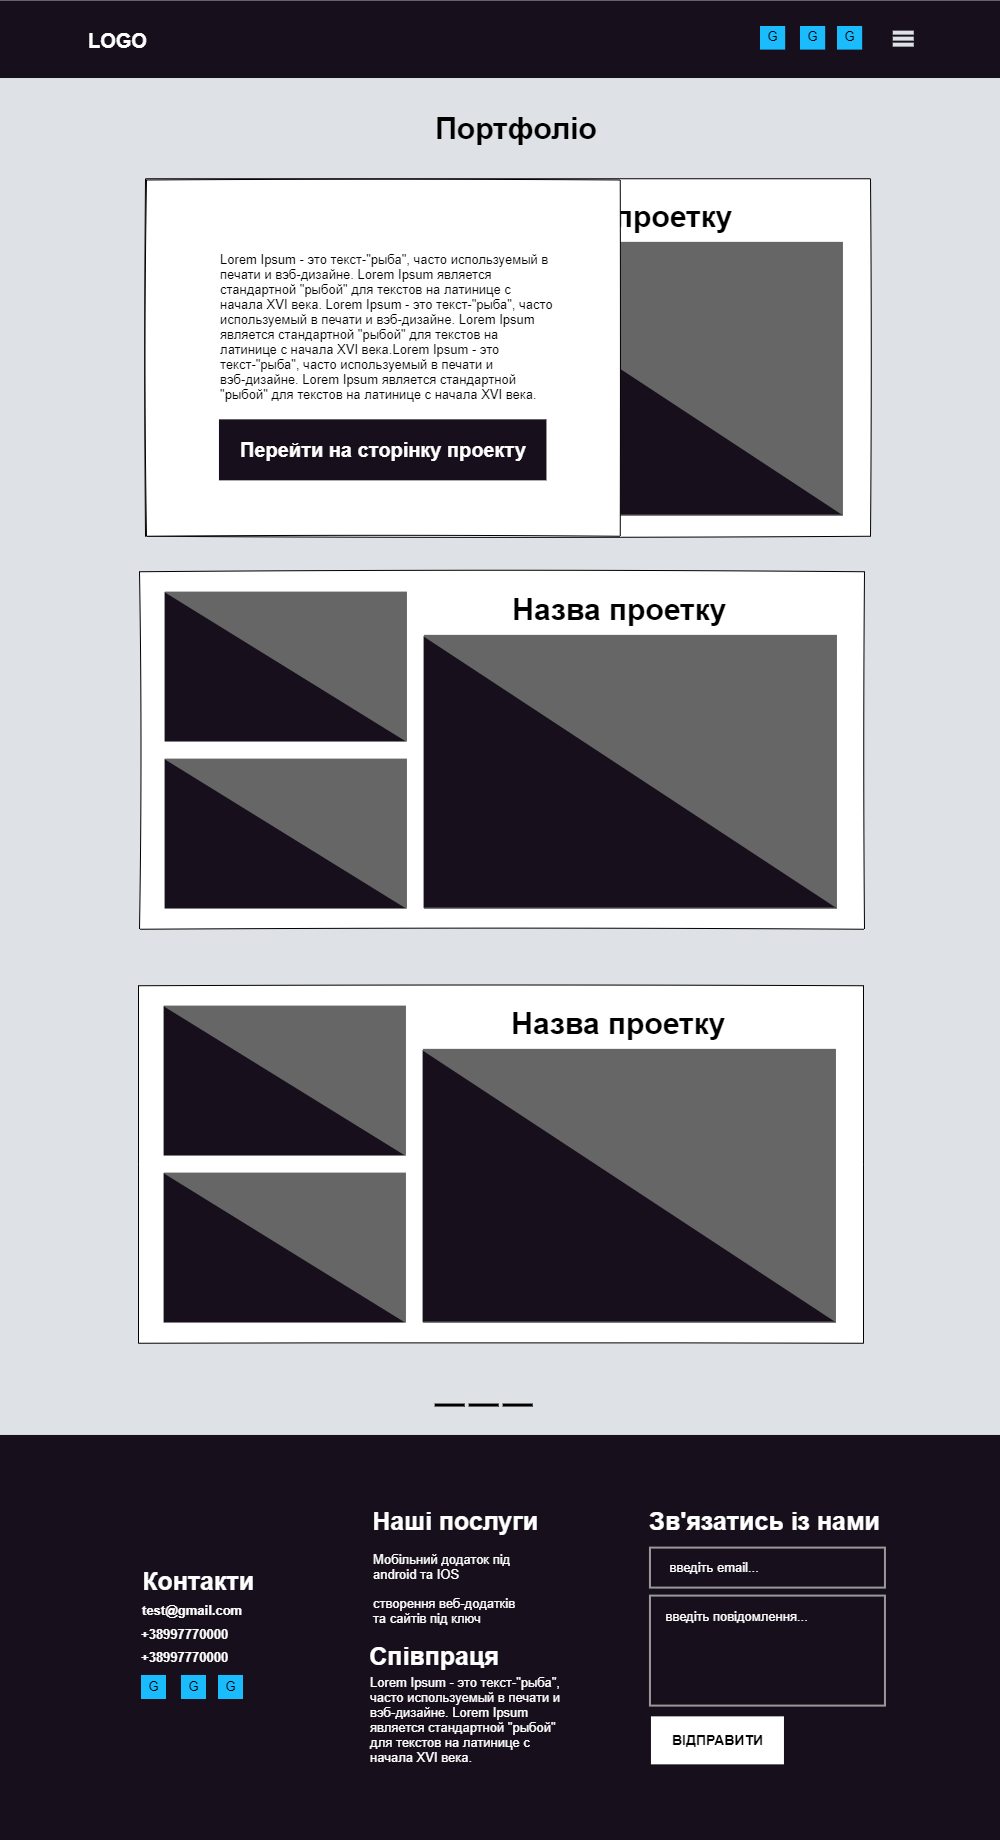 LOGO
G G G
Портфоліо
проетку
Lorem Ipsum - это текст-"рыба", часто используемый в
печати и вэб-дизайне. Lorem Ipsum является
стандартной "рыбой" для текстов на латинице с
начала XVI века. Lorem Ipsum - это текст-"рыба", часто
используемый в печати и вэб-дизайне. Lorem Ipsum
является стандартной "рыбой" для текстов на
латинице с начала XVI века.Lorem Ipsum - это
текст-"рыба", часто используемый в печати и
вэб-дизайне. Lorem Ipsum является стандартной
"рыбой" для текстов на латинице с начала XVI века.
Перейти на сторінку проекту
Назва проетку
Назва проетку
Контакти
test@gmail.com
+38997770000
+38997770000
G G G
Наші послуги
Мобільний додаток під
android та IOS
створення веб-додатків
та сайтів під ключ
Співпраця
Lorem Ipsum - это текст-"рыба",
часто используемый в печати и
вэб-дизайне. Lorem Ipsum
является стандартной "рыбой"
для текстов на латинице с
начала XVI века.
Зв'язатись із нами
введіть email...
введіть повідомлення...
ВІДПРАВИТИ